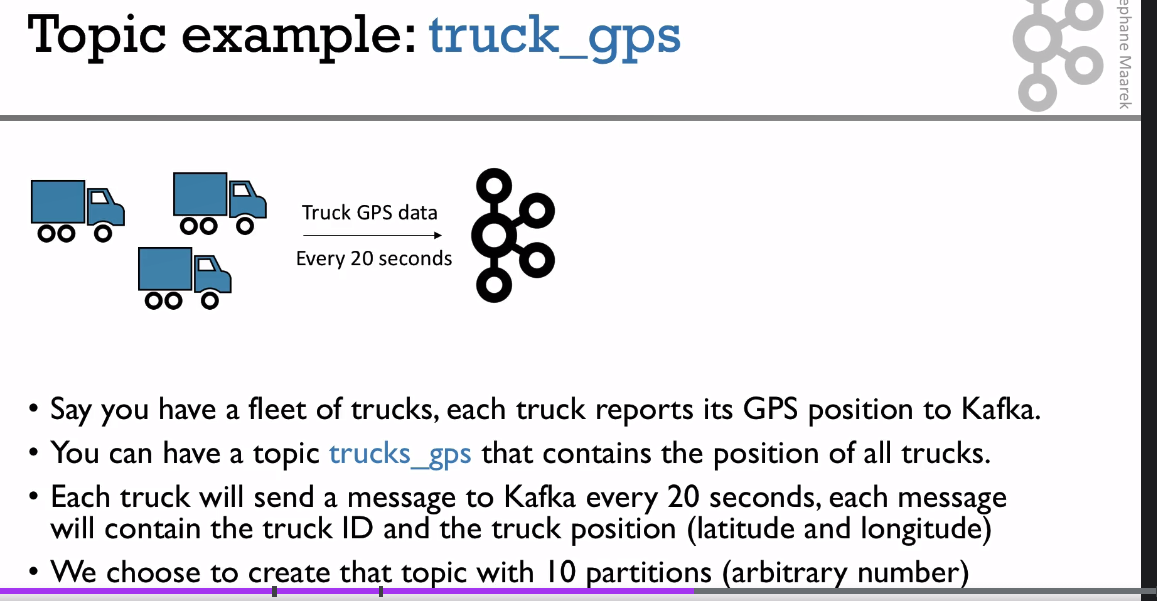 Topic example: truck_gps
ephane Maarek
Truck GPS data
Every 20 seconds
• Say you have a fleet of trucks, each truck reports its GPS position to Kafka.
• You can have a topic trucks_gps that contains the position of all trucks.
• Each truck will send a message to Kafka every 20 seconds, each message
will contain the truck ID and the truck position (latitude and longitude)
• We choose to create that topic with 10 partitions (arbitrary number)